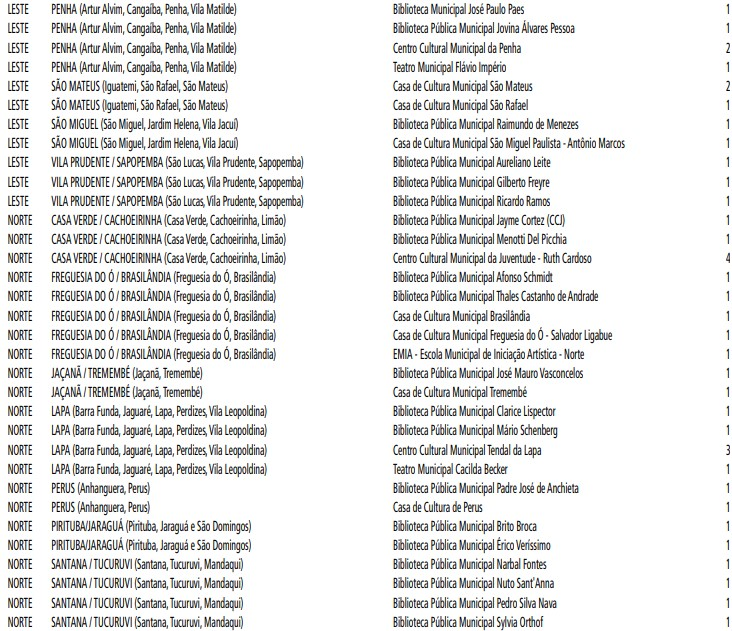 LESTE PENHA (Artur Alvim, Cangaíba, Penha, Vila Matilde) Biblioteca Municipal José Paulo Paes 1
LESTE PENHA (Artur Alvim, Cangaíba, Penha, Vila Matilde) Biblioteca Pública Municipal Jovina Álvares Pessoa 1
LESTE PENHA (Artur Alvim, Cangaíba, Penha, Vila Matilde) Centro Cultural Municipal da Penha 2
LESTE PENHA (Artur Alvim, Cangaíba, Penha, Vila Matilde) Teatro Municipal Flávio Império 1
LESTE SÃO MATEUS (Iguatemi, São Rafael, São Mateus) Casa de Cultura Municipal São Mateus 2
LESTE SÃO MATEUS (Iguatemi, São Rafael, São Mateus) Casa de Cultura Municipal São Rafael 1
LESTE SÃO MIGUEL (São Miguel, Jardim Helena, Vila Jacuí) Biblioteca Pública Municipal Raimundo de Menezes 1
LESTE SÃO MIGUEL (São Miguel, Jardim Helena, Vila Jacuí) Casa de Cultura Municipal São Miguel Paulista - Antônio Marcos 1
LESTE VILA PRUDENTE / SAPOPEMBA (São Lucas, Vila Prudente, Sapopemba) Biblioteca Pública Municipal Aureliano Leite 1
LESTE VILA PRUDENTE / SAPOPEMBA (São Lucas, Vila Prudente, Sapopemba) Biblioteca Pública Municipal Gilberto Freyre 1
LESTE VILA PRUDENTE / SAPOPEMBA (São Lucas, Vila Prudente, Sapopemba) Biblioteca Pública Municipal Ricardo Ramos 1
NORTE CASA VERDE / CACHOEIRINHA (Casa Verde, Cachoeirinha, Limão) Biblioteca Pública Municipal Jayme Cortez (CCJ) 1
NORTE CASA VERDE / CACHOEIRINHA (Casa Verde, Cachoeirinha, Limão) Biblioteca Pública Municipal Menotti Del Picchia 1
NORTE CASA VERDE / CACHOEIRINHA (Casa Verde, Cachoeirinha, Limão) Centro Cultural Municipal da Juventude - Ruth Cardoso 4
NORTE FREGUESIA DO Ó / BRASILÂNDIA (Freguesia do Ó, Brasilândia) Biblioteca Pública Municipal Afonso Schmidt 1
NORTE FREGUESIA DO Ó / BRASILÂNDIA (Freguesia do Ó, Brasilândia) Biblioteca Pública Municipal Thales Castanho de Andrade 1
NORTE FREGUESIA DO Ó / BRASILÂNDIA (Freguesia do Ó, Brasilândia) Casa de Cultura Municipal Brasilândia 1
NORTE FREGUESIA DO Ó / BRASILÂNDIA (Freguesia do Ó, Brasilândia) Casa de Cultura Municipal Freguesia do Ó - Salvador Ligabue 1
NORTE FREGUESIA DO Ó / BRASILÂNDIA (Freguesia do Ó, Brasilândia) EMIA - Escola Municipal de Iniciação Artística - Norte 1
NORTE JAÇANÃ / TREMEMBÉ (Jaçanã, Tremembé) Biblioteca Pública Municipal José Mauro Vasconcelos 1
NORTE JAÇANÃ / TREMEMBÉ (Jaçanã, Tremembé) Casa de Cultura Municipal Tremembé 1
NORTE LAPA (Barra Funda, Jaguaré, Lapa, Perdizes, Vila Leopoldina) Biblioteca Pública Municipal Clarice Lispector 1
NORTE LAPA (Barra Funda, Jaguaré, Lapa, Perdizes, Vila Leopoldina) Biblioteca Pública Municipal Mário Schenberg 1
NORTE LAPA (Barra Funda, Jaguaré, Lapa, Perdizes, Vila Leopoldina) Centro Cultural Municipal Tendal da Lapa 3
NORTE LAPA (Barra Funda, Jaguaré, Lapa, Perdizes, Vila Leopoldina) Teatro Municipal Cacilda Becker 1
NORTE PERUS (Anhanguera, Perus) Biblioteca Pública Municipal Padre José de Anchieta 1
NORTE PERUS (Anhanguera, Perus) Casa de Cultura de Perus 1
NORTE PIRITUBA/JARAGUÁ (Pirituba, Jaraguá e São Domingos) Biblioteca Pública Municipal Brito Broca 1
NORTE PIRITUBA/JARAGUÁ (Pirituba, Jaraguá e São Domingos) Biblioteca Pública Municipal Érico Veríssimo 1
NORTE SANTANA / TUCURUVI (Santana, Tucuruvi, Mandaqui) Biblioteca Pública Municipal Narbal Fontes 1
NORTE SANTANA / TUCURUVI (Santana, Tucuruvi, Mandaqui) Biblioteca Pública Municipal Nuto Sant'Anna 1
NORTE SANTANA / TUCURUVI (Santana, Tucuruvi, Mandaqui) Biblioteca Pública Municipal Pedro Silva Nava 1
NORTE SANTANA / TUCURUVI (Santana, Tucuruvi, Mandaqui) Biblioteca Pública Municipal Sylvia Orthof 1